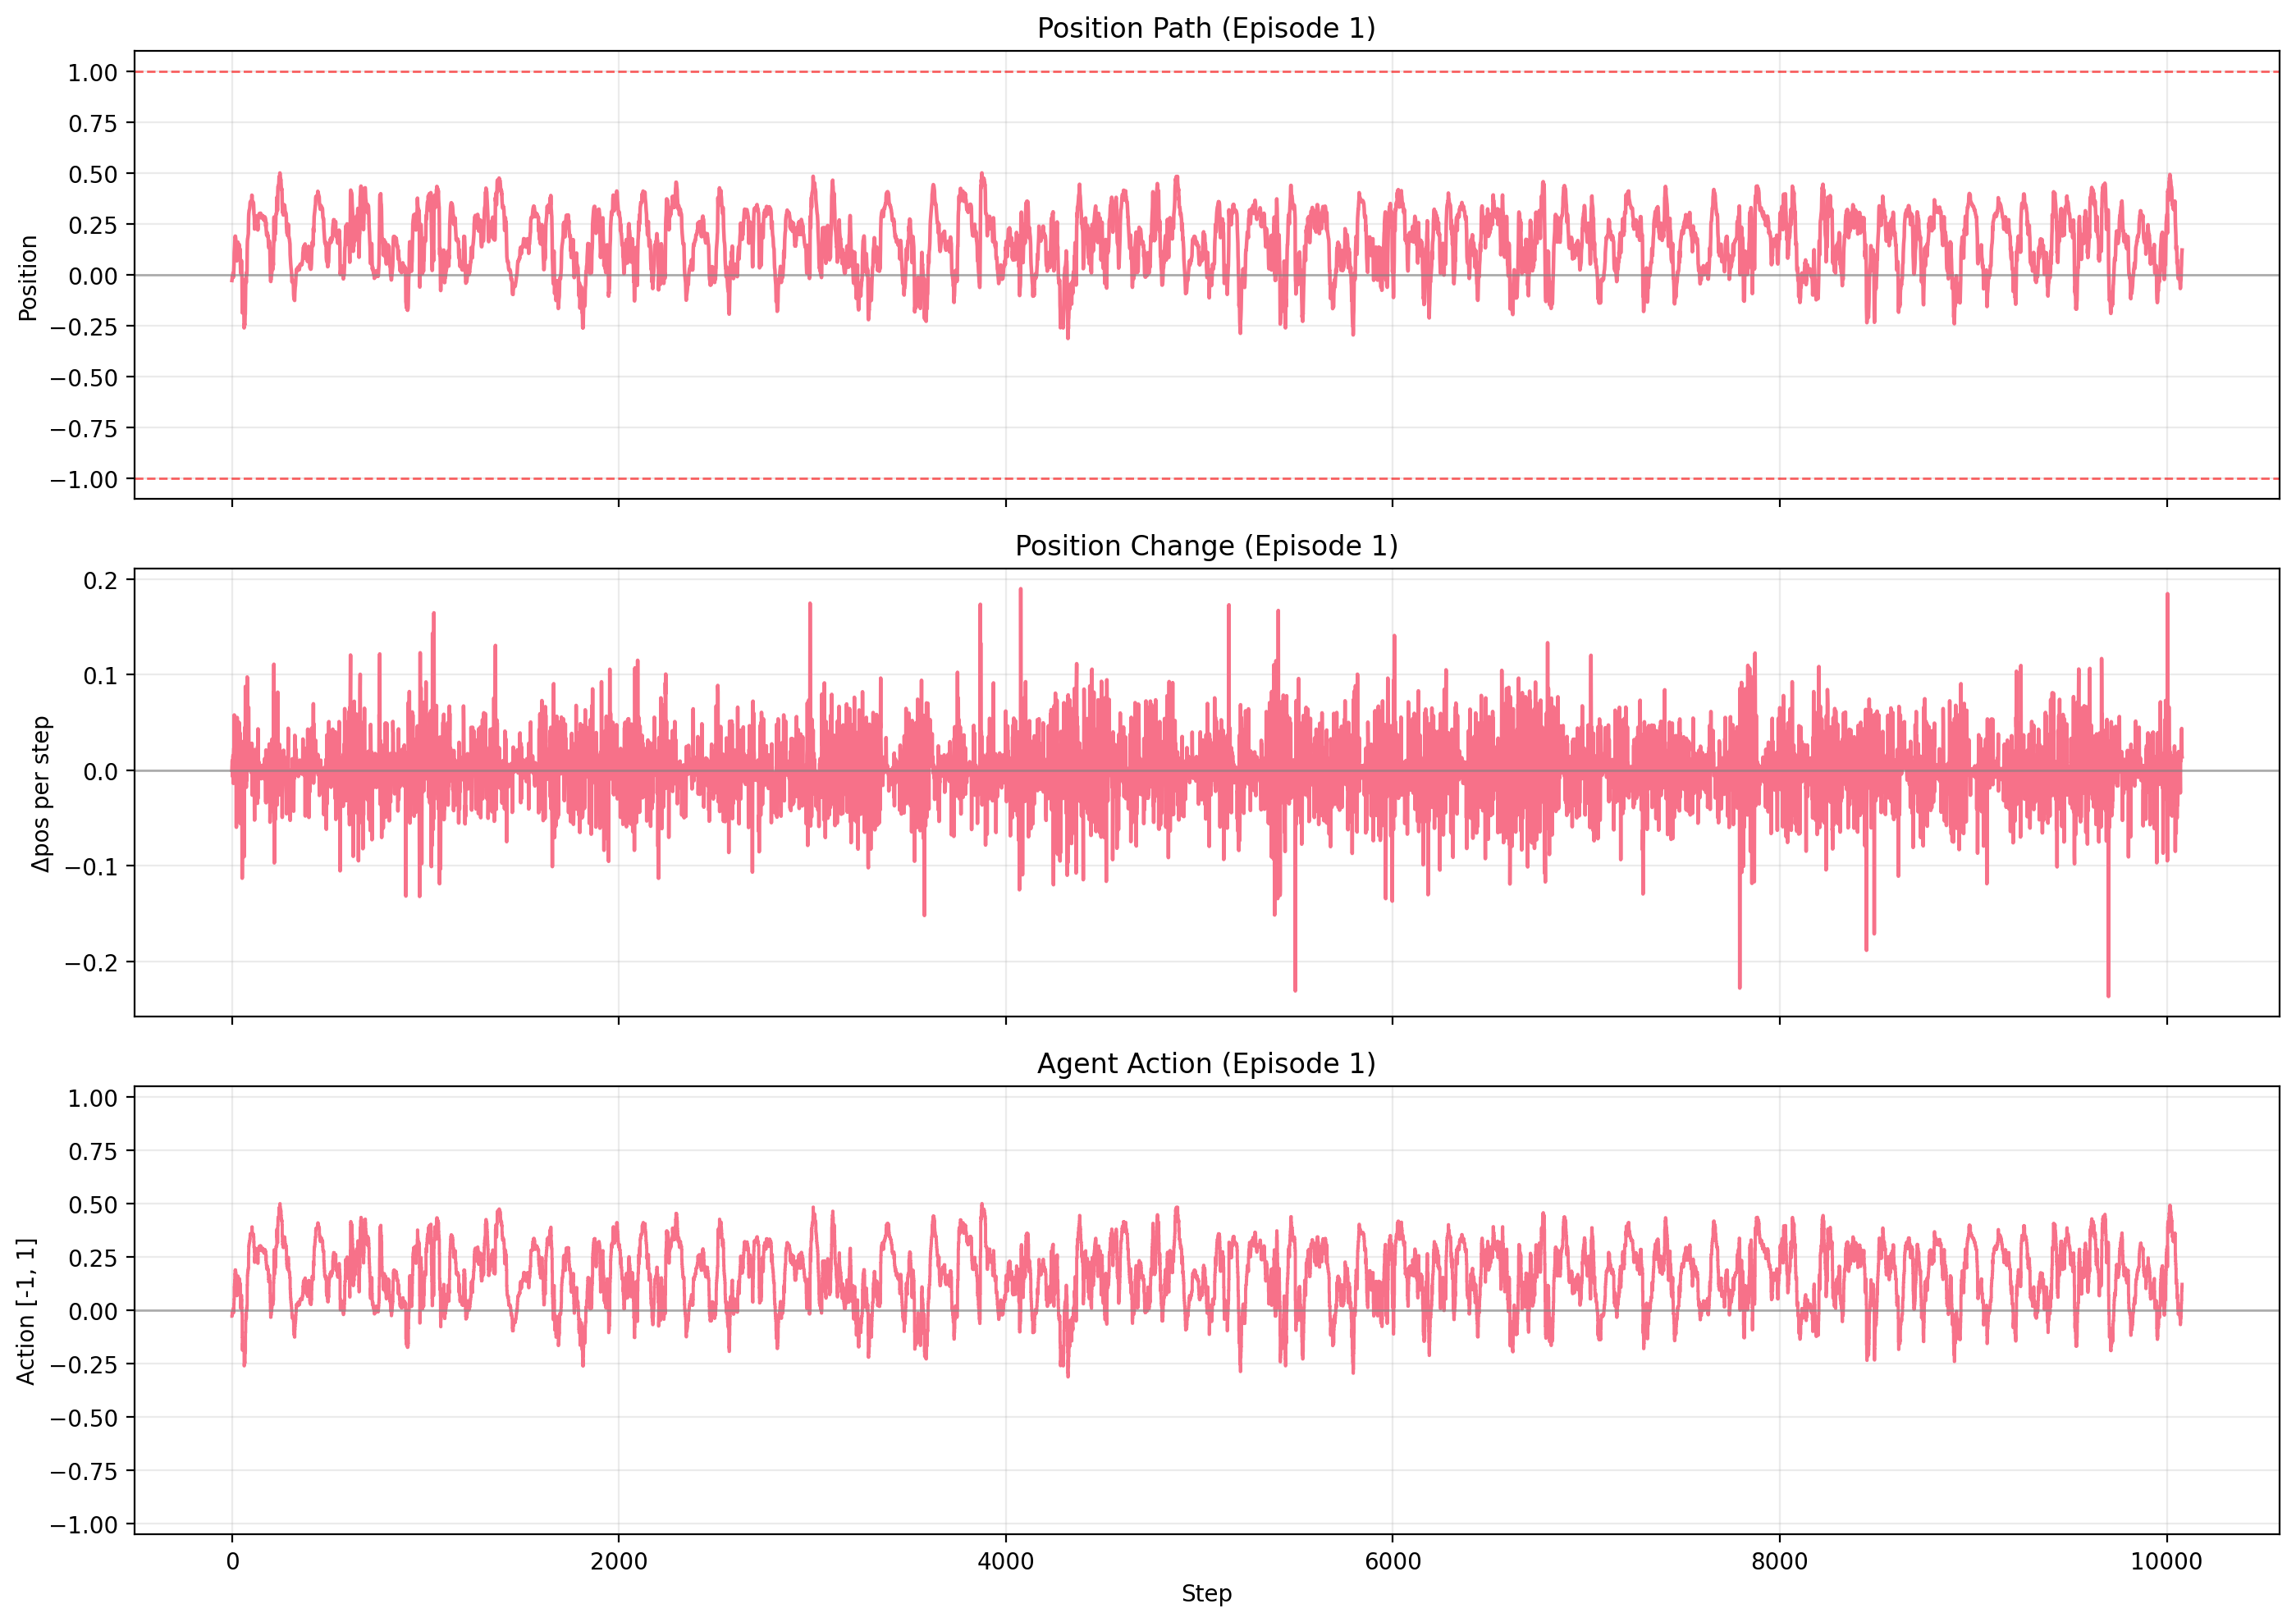 Position Path (Episode 1)
1.00
0.75
0.50
0.25
0.00
−0.25
−0.50
−0.75
−1.00
Position
Position Change (Episode 1)
0.2
0.1
0.0
−0.1
−0.2
Δpos per step
Agent Action (Episode 1)
1.00
0.75
0.50
0.25
0.00
−0.25
−0.50
−0.75
−1.00
Action [-1, 1]
0 2000 4000 6000 8000 10000
Step